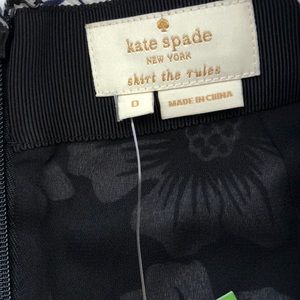 kate spade
NEW YORK
skirt the rules
0
MADE IN CHINA